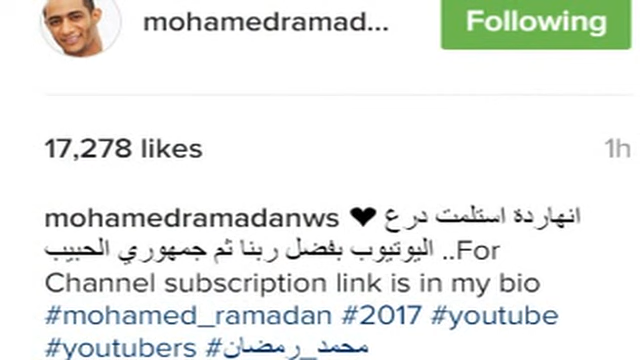 mohamedramad...
Following
17,278 likes
1h
mohamedramadanws ❤ انهاردة استلمت درع
اليوتيوب بفضل ربنا ثم جمهوري الحبيب ..For
Channel subscription link is in my bio
#mohamed_ramadan #2017 #youtube
#youtubers #محمد_رمضان